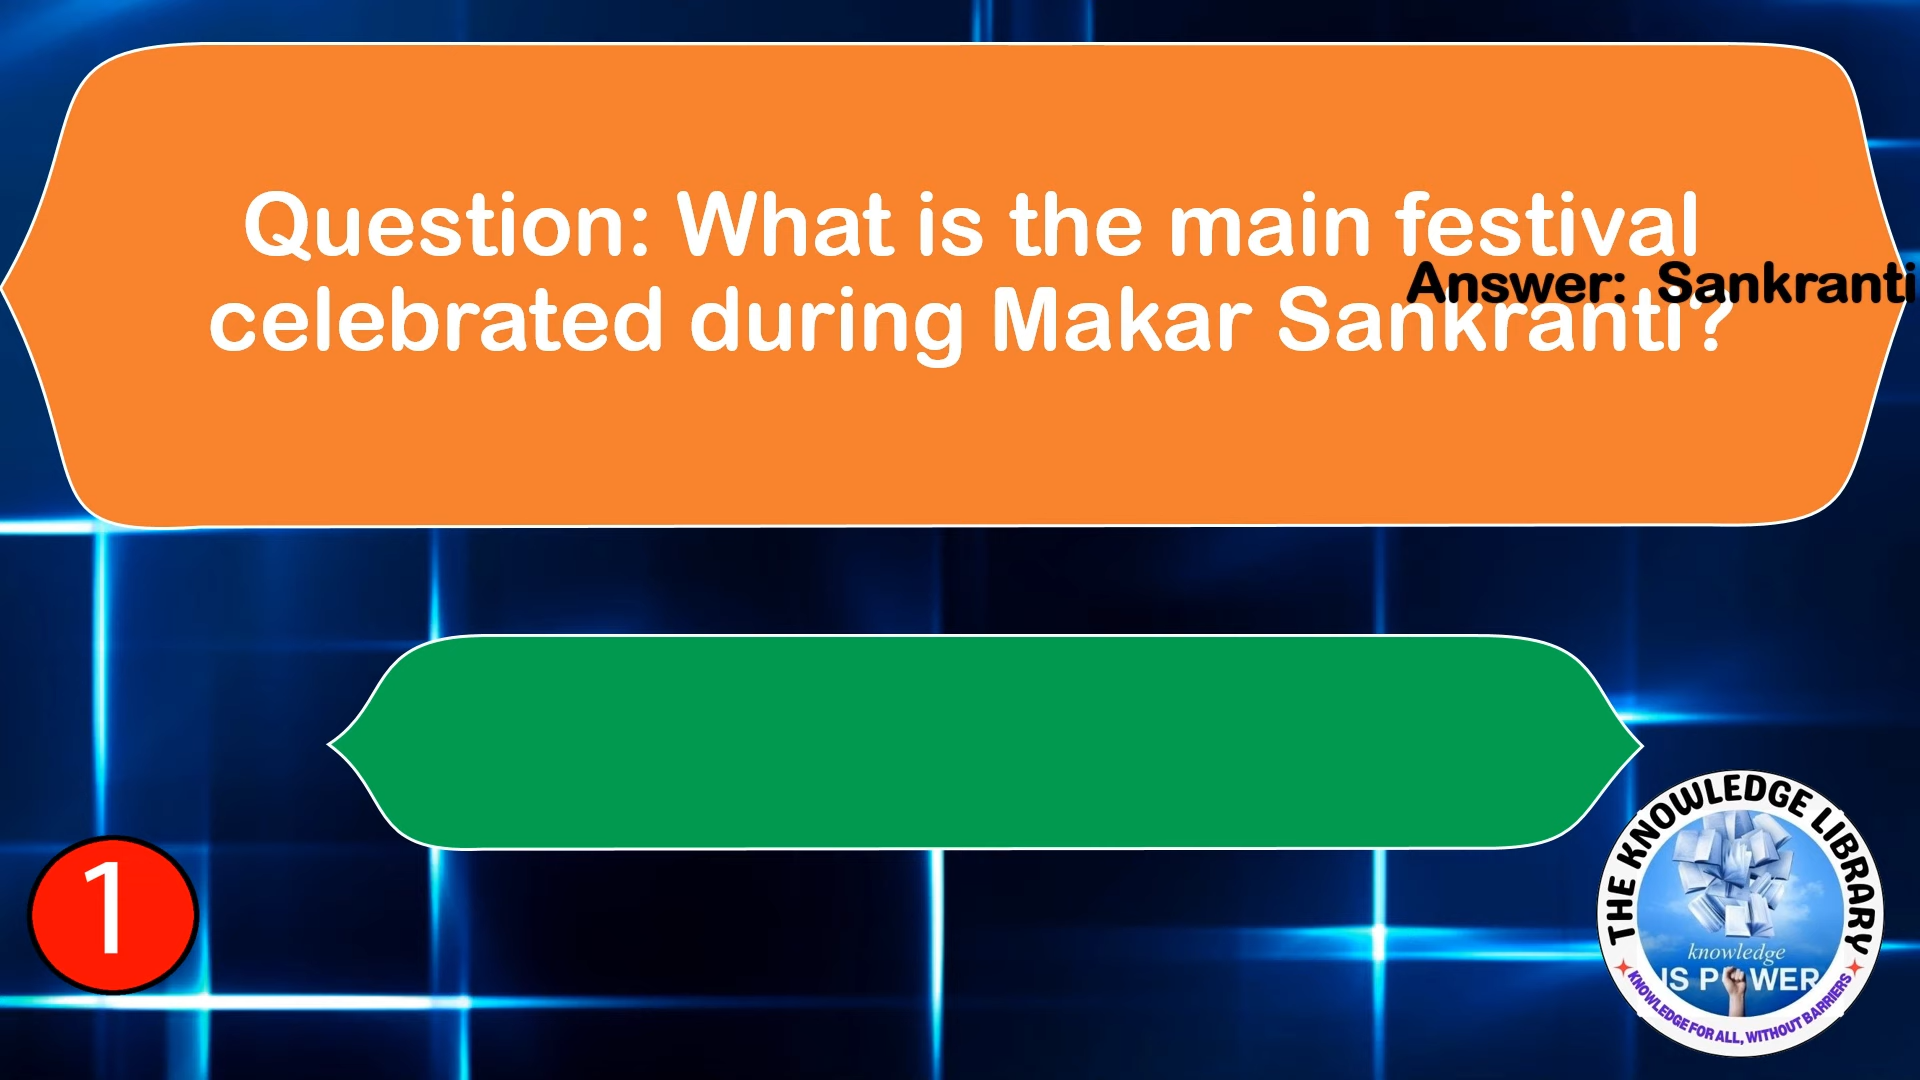 Question: What is the main festival
celebrated during Makar Sankranti?
Answer: Sankranti
1
THE KNOWLEDGE LIBRARY
knowledge
IS POWER
KNOWLEDGE FOR ALL, WITHOUT BARRIERS